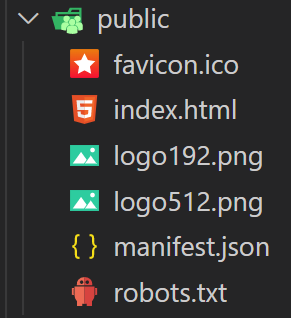 public
favicon.ico
index.html
logo192.png
logo512.png
manifest.json
robots.txt